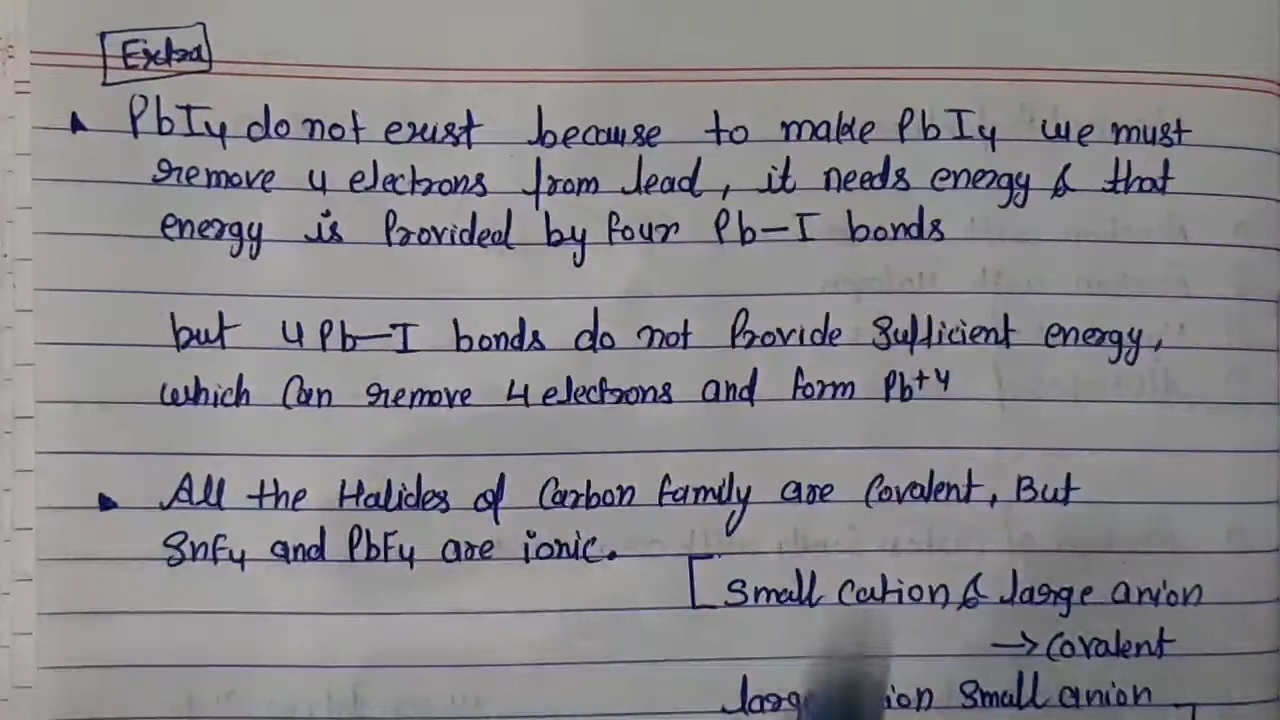 Extra
PbI4 do not exist because to make PbI4 we must
remove 4 electrons from lead, it needs energy & that
energy is Provided by four Pb-I bonds
but 4 Pb-I bonds do not Provide Sufficient energy,
which Can remove 4 electrons and form Pb+4
All the Halides of Carbon family are Covalent, But
SnF4 and PbF4 are ionic.
[Small Cation & large anion
→ Covalent
Small anion